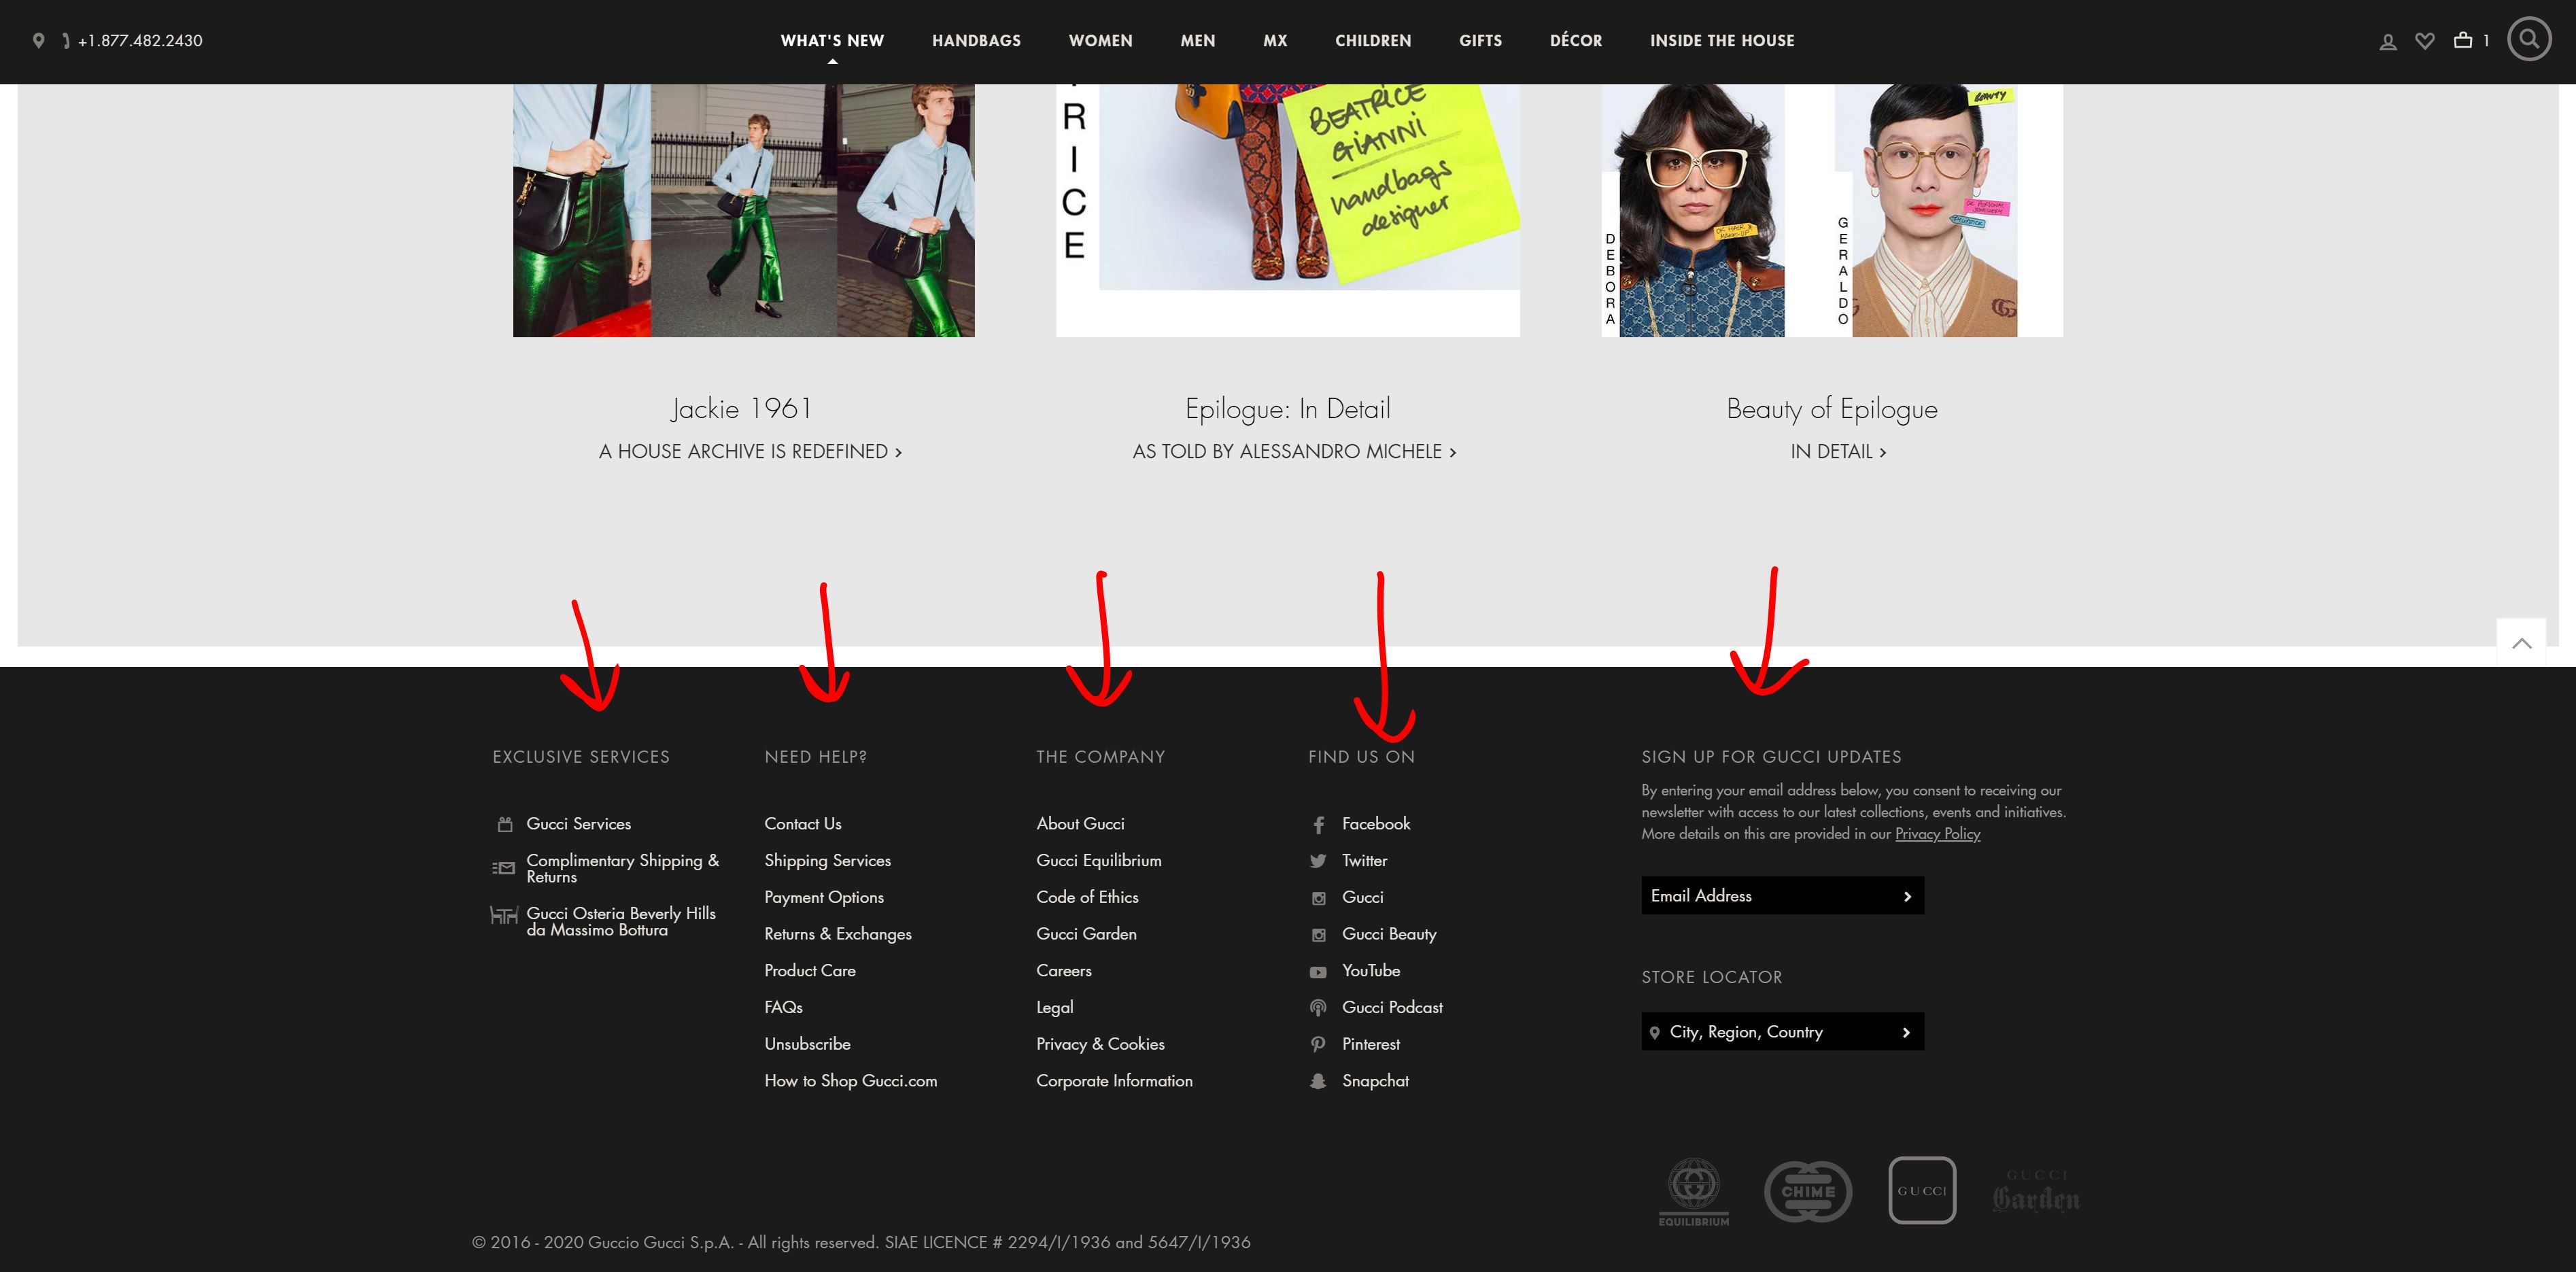 +1.877.482.2430
WHAT'S NEW
HANDBAGS
WOMEN
MEN
MX
CHILDREN
GIFTS
DÉCOR
INSIDE THE HOUSE
1
RICE
BEATRICE
GIANNI
handbags
designer
DEBORA
GERALDO
BEAUTY
Jackie 1961
A HOUSE ARCHIVE IS REDEFINED >
Epilogue: In Detail
AS TOLD BY ALESSANDRO MICHELE >
Beauty of Epilogue
IN DETAIL >
EXCLUSIVE SERVICES
Gucci Services
Complimentary Shipping &
Returns
Gucci Osteria Beverly Hills
da Massimo Bottura
NEED HELP?
Contact Us
Shipping Services
Payment Options
Returns & Exchanges
Product Care
FAQs
Unsubscribe
How to Shop Gucci.com
THE COMPANY
About Gucci
Gucci Equilibrium
Code of Ethics
Gucci Garden
Careers
Legal
Privacy & Cookies
Corporate Information
FIND US ON
Facebook
Twitter
Gucci
Gucci Beauty
YouTube
Gucci Podcast
Pinterest
Snapchat
SIGN UP FOR GUCCI UPDATES
By entering your email address below, you consent to receiving our
newsletter with access to our latest collections, events and initiatives.
More details on this are provided in our Privacy Policy
Email Address >
STORE LOCATOR
City, Region, Country >
EQUILIBRIUM
CHIME
GUCCI
GUCCI
Garden
© 2016 - 2020 Guccio Gucci S.p.A. - All rights reserved. SIAE LICENCE # 2294/I/1936 and 5647/I/1936